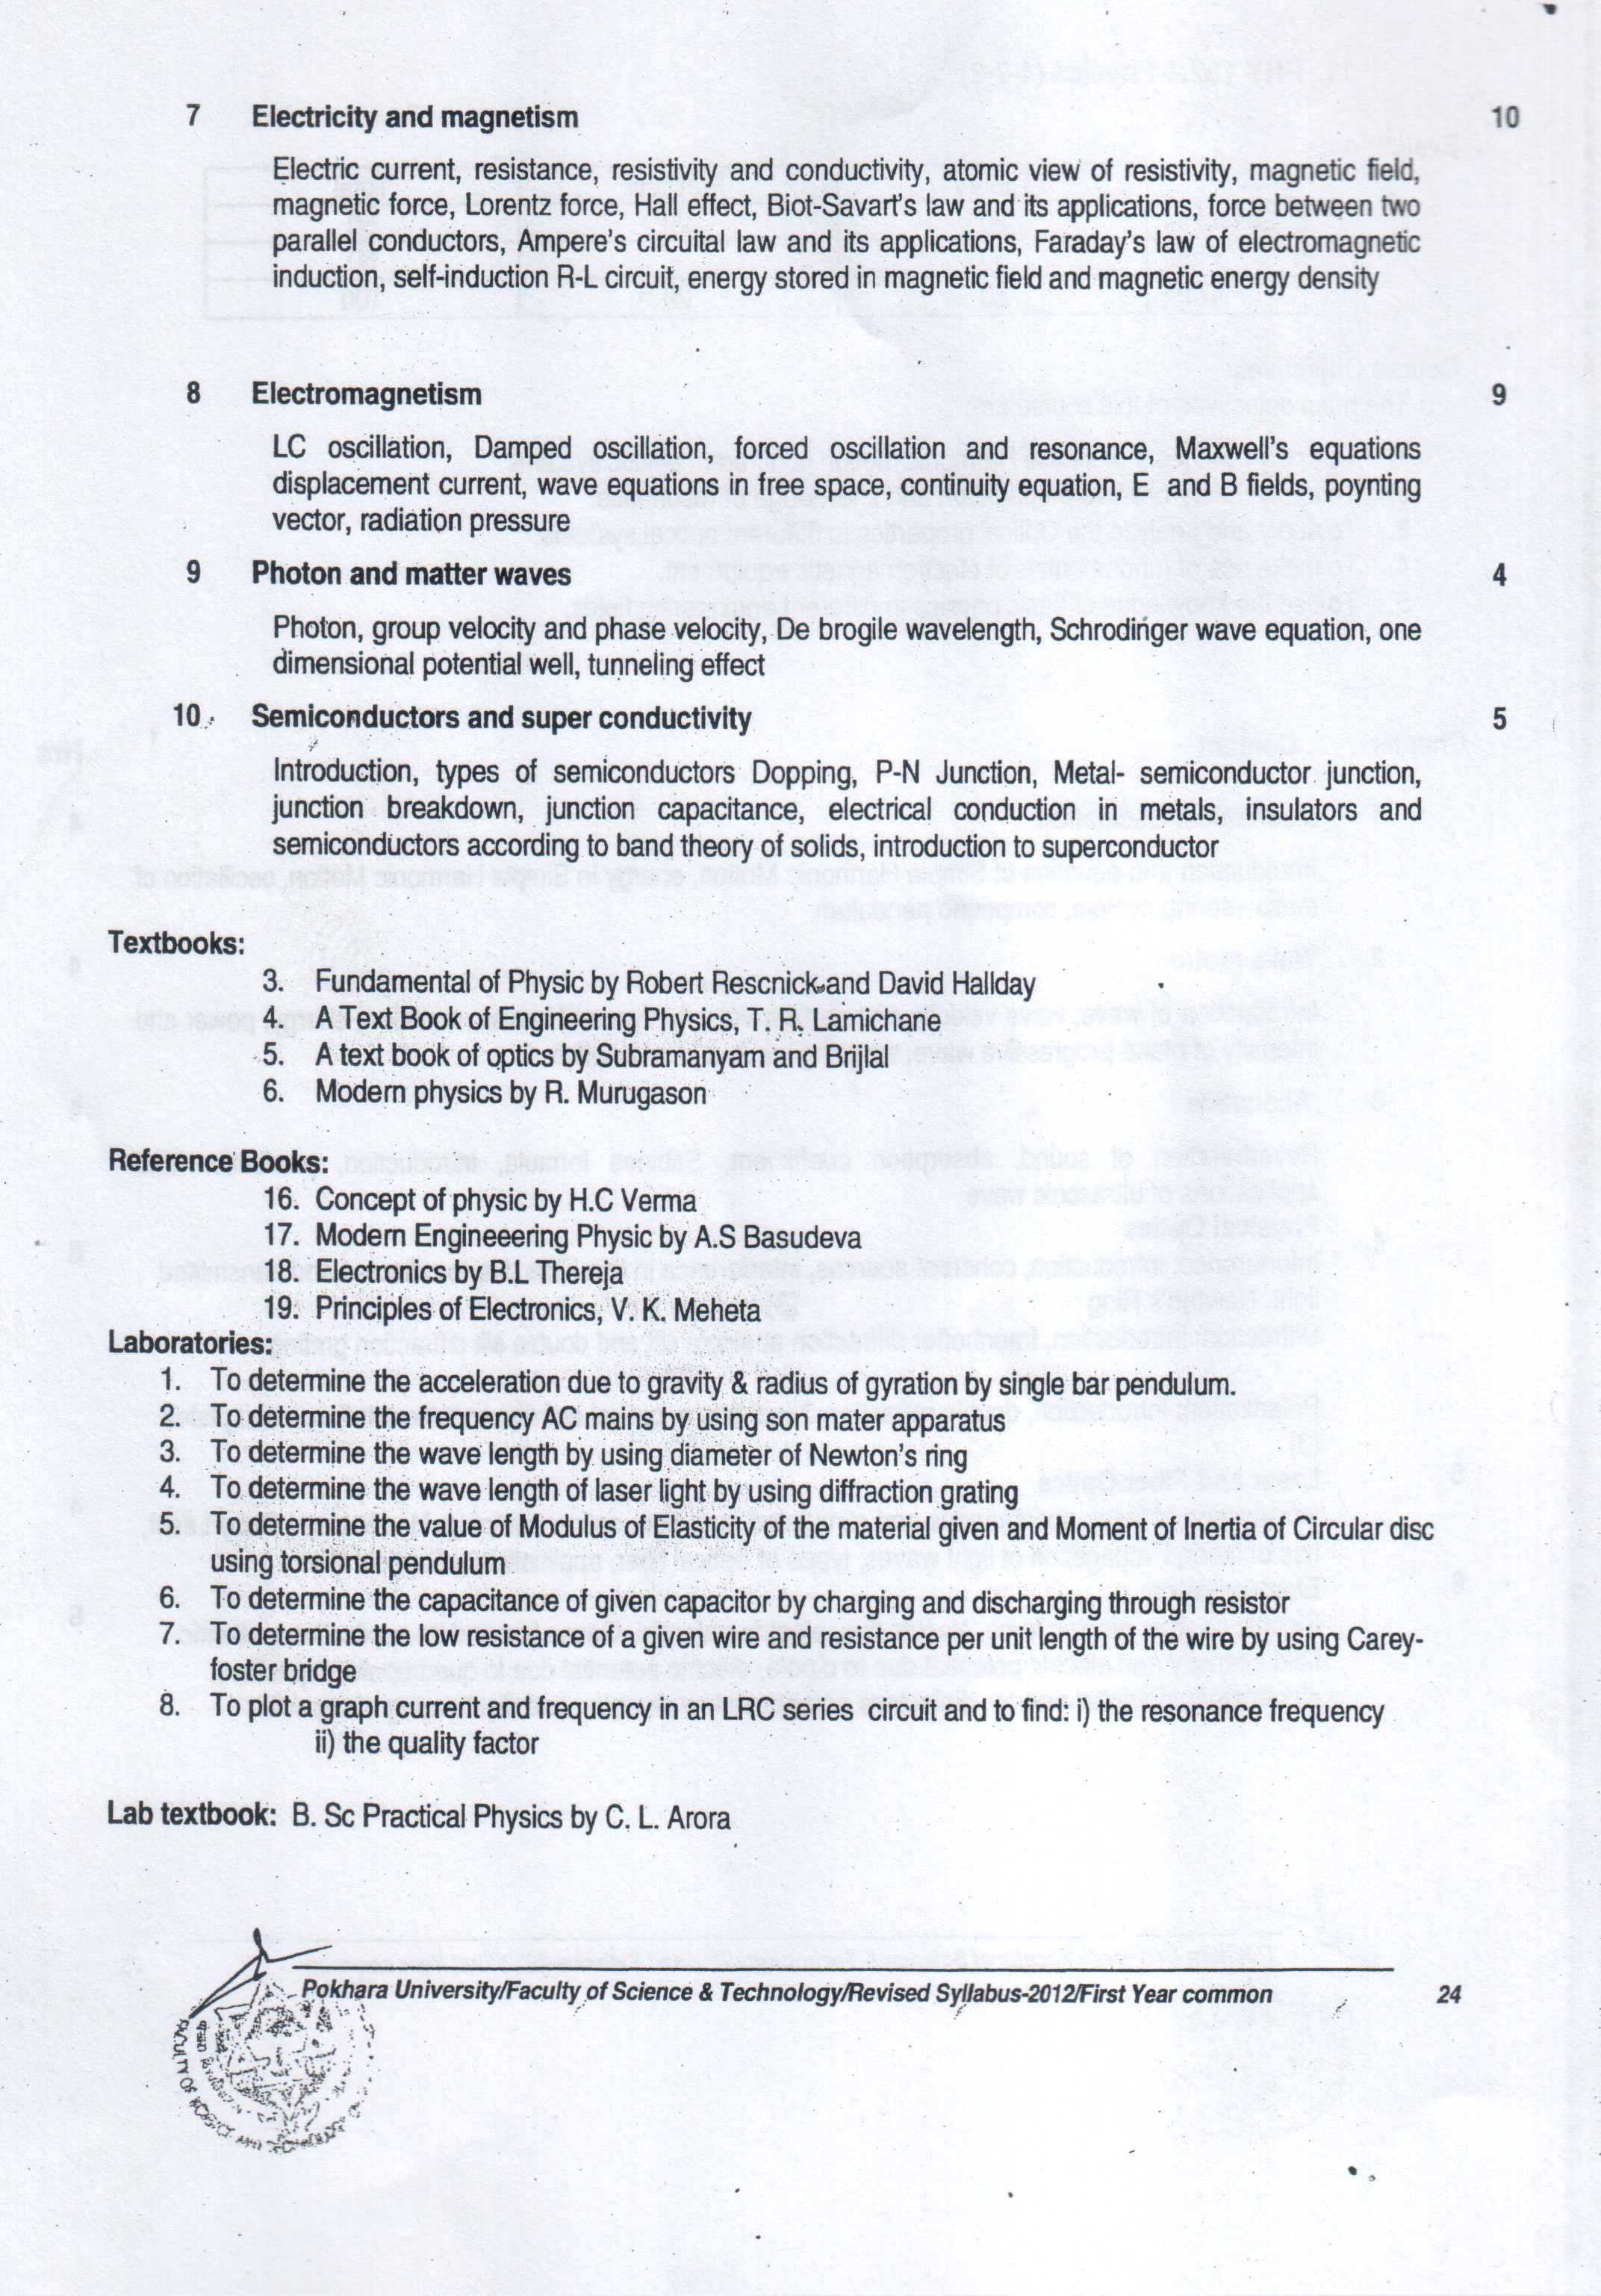 7 Electricity and magnetism 10
Electric current, resistance, resistivity and conductivity, atomic view of resistivity, magnetic field,
magnetic force, Lorentz force, Hall effect, Biot-Savart's law and its applications, force between two
parallel conductors, Ampere's circuital law and its applications, Faraday's law of electromagnetic
induction, self-induction R-L circuit, energy stored in magnetic field and magnetic energy density
8 Electromagnetism 9
LC oscillation, Damped oscillation, forced oscillation and resonance, Maxwell's equations
displacement current, wave equations in free space, continuity equation, E and B fields, poynting
vector, radiation pressure
9 Photon and matter waves 4
Photon, group velocity and phase velocity, De brogile wavelength, Schrodinger wave equation, one
dimensional potential well, tunneling effect
10 Semiconductors and super conductivity 5
Introduction, types of semiconductors Dopping, P-N Junction, Metal- semiconductor junction,
junction breakdown, junction capacitance, electrical conduction in metals, insulators and
semiconductors according to band theory of solids, introduction to superconductor
Textbooks:
3. Fundamental of Physic by Robert Rescnick and David Hallday
4. A Text Book of Engineering Physics, T. R. Lamichane
5. A text book of optics by Subramanyam and Brijlal
6. Modern physics by R. Murugason
Reference Books:
16. Concept of physic by H.C Verma
17. Modern Engineeering Physic by A.S Basudeva
18. Electronics by B.L Thereja
19. Principles of Electronics, V. K. Meheta
Laboratories:
1. To determine the acceleration due to gravity & radius of gyration by single bar pendulum.
2. To determine the frequency AC mains by using son mater apparatus
3. To determine the wave length by using diameter of Newton's ring
4. To determine the wave length of laser light by using diffraction grating
5. To determine the value of Modulus of Elasticity of the material given and Moment of Inertia of Circular disc
using torsional pendulum
6. To determine the capacitance of given capacitor by charging and discharging through resistor
7. To determine the low resistance of a given wire and resistance per unit length of the wire by using Carey-
foster bridge
8. To plot a graph current and frequency in an LRC series circuit and to find: i) the resonance frequency
ii) the quality factor
Lab textbook: B. Sc Practical Physics by C. L. Arora
Pokhara University/Faculty of Science & Technology/Revised Syllabus-2012/First Year common 24